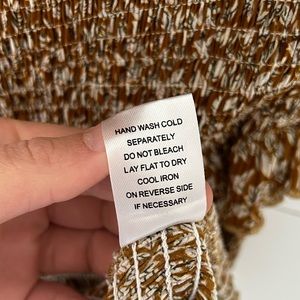 HAND WASH COLD
SEPARATELY
DO NOT BLEACH
LAY FLAT TO DRY
COOL IRON
ON REVERSE SIDE
IF NECESSARY